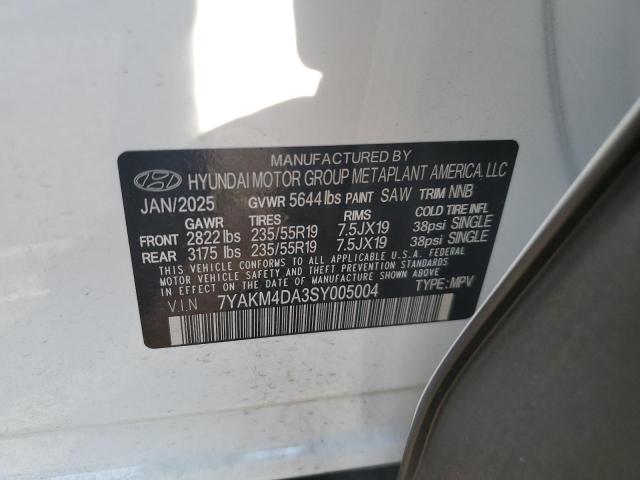 MANUFACTURED BY
HYUNDAI MOTOR GROUP METAPLANT AMERICA, LLC
JAN/2025 GVWR 5644 lbs PAINT SAW TRIM NNB
GAWR TIRES RIMS COLD TIRE INFL
FRONT 2822 lbs 235/55R19 7.5JX19 38psi SINGLE
REAR 3175 lbs 235/55R19 7.5JX19 38psi SINGLE
THIS VEHICLE CONFORMS TO ALL APPLICABLE U.S.A. FEDERAL
MOTOR VEHICLE SAFETY, AND THEFT PREVENTION STANDARDS
IN EFFECT ON THE DATE OF MANUFACTURE SHOWN ABOVE.
V.I.N 7YAKM4DA3SY005004 TYPE: MPV